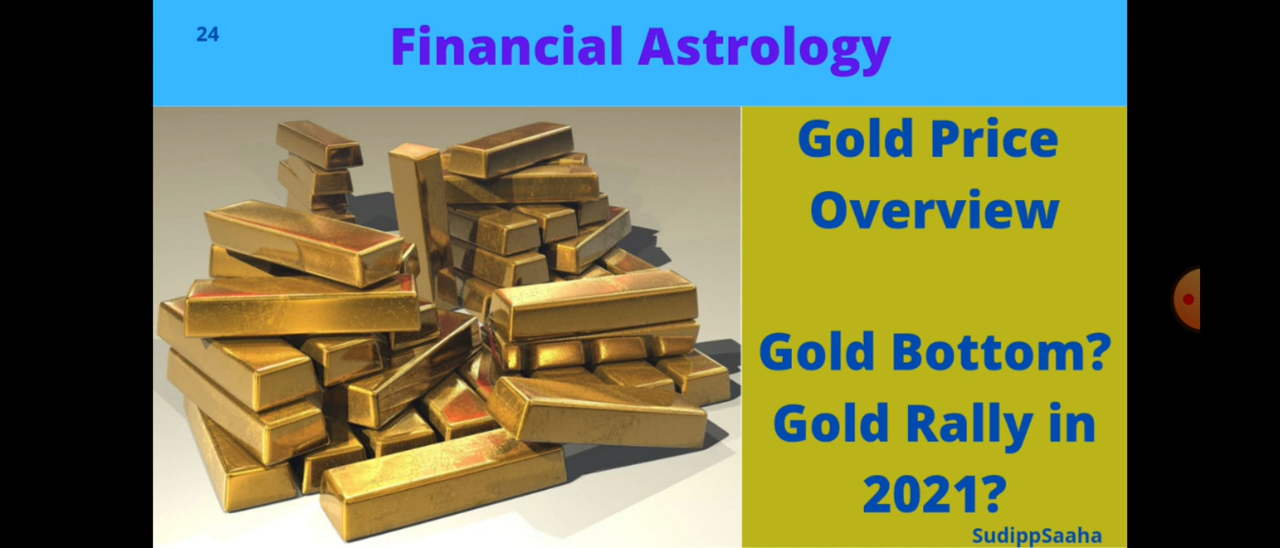 24
Financial Astrology
Gold Price
Overview
Gold Bottom?
Gold Rally in
2021?
SudippSaaha